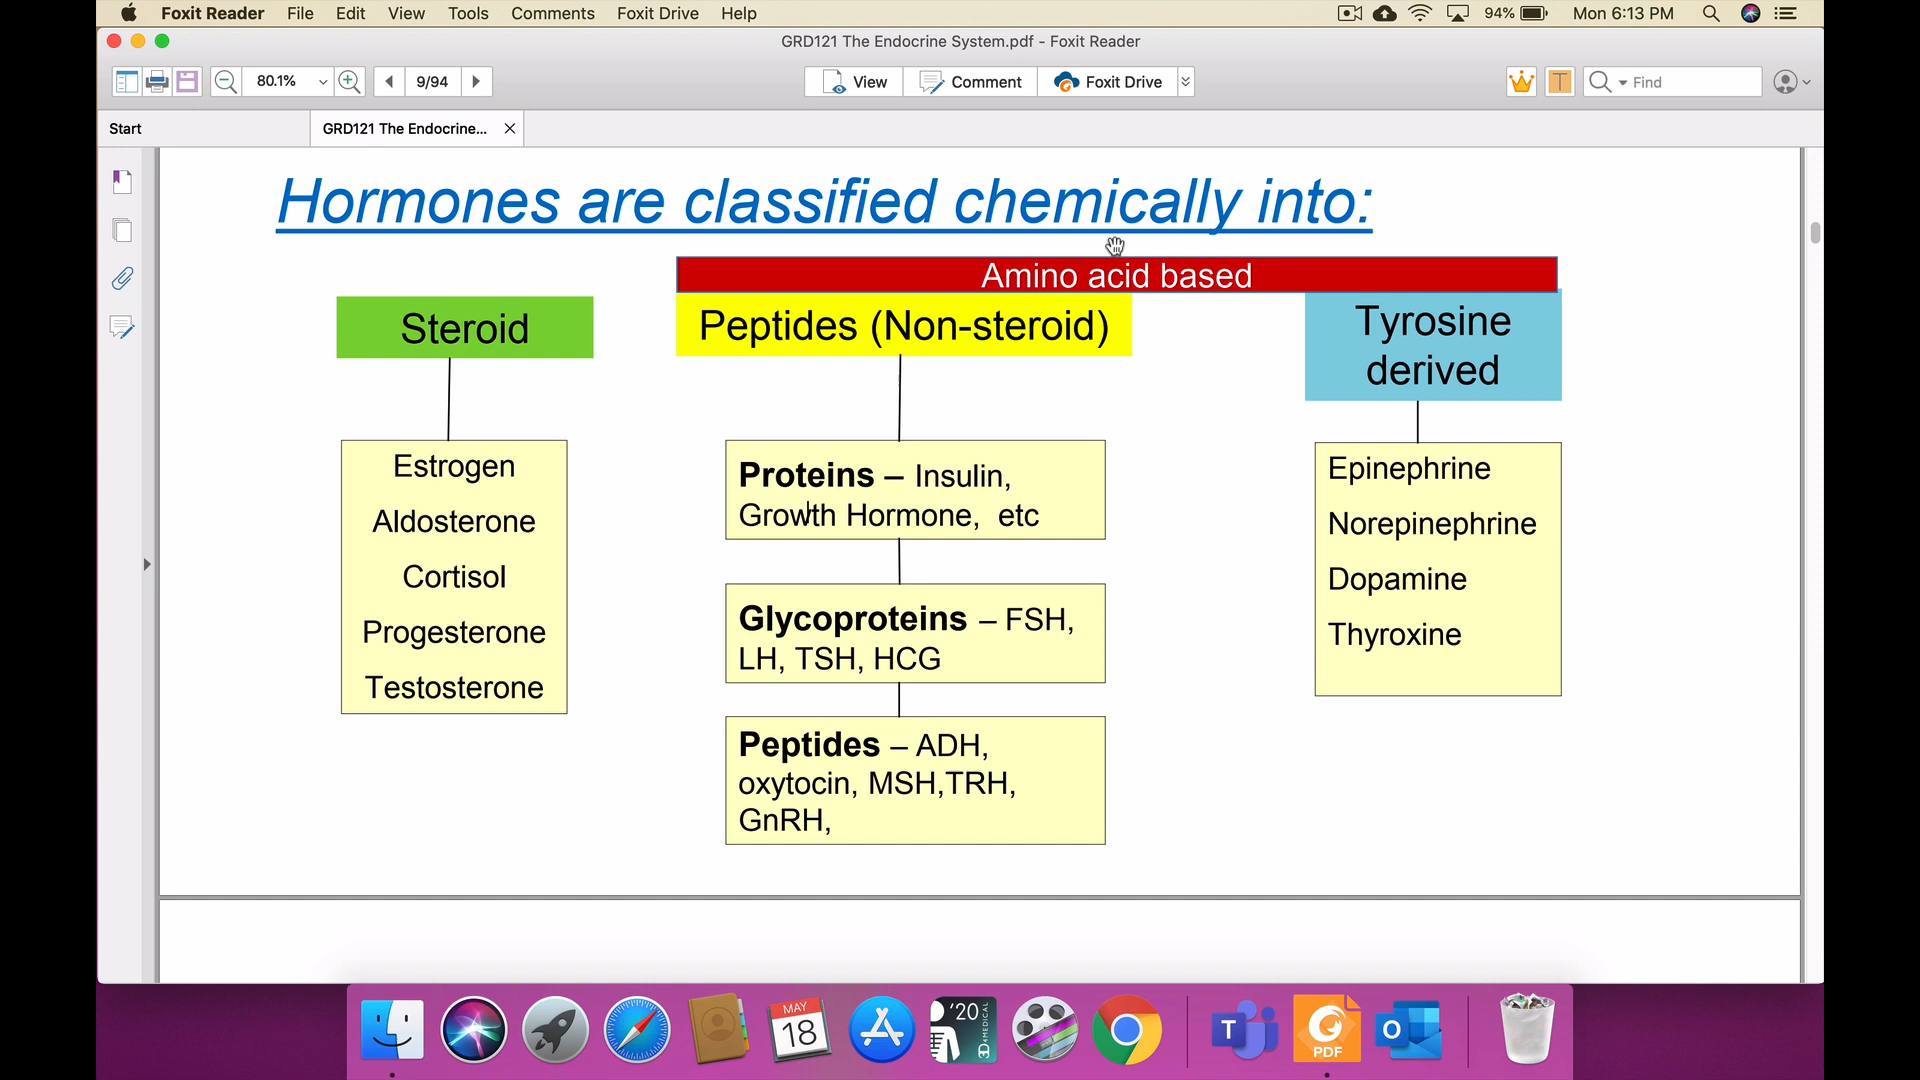 Foxit Reader File Edit View Tools Comments Foxit Drive Help 94% Mon 6:13 PM
GRD121 The Endocrine System.pdf - Foxit Reader
80.1% 9/94 View Comment Foxit Drive T Find
Start GRD121 The Endocrine...
Hormones are classified chemically into:
Amino acid based
Steroid
Peptides (Non-steroid)
Tyrosine
derived
Estrogen
Aldosterone
Cortisol
Progesterone
Testosterone
Proteins – Insulin,
Growth Hormone, etc
Glycoproteins – FSH,
LH, TSH, HCG
Peptides – ADH,
oxytocin, MSH,TRH,
GnRH,
Epinephrine
Norepinephrine
Dopamine
Thyroxine
MAY
18
'20
3D4MEDICAL
T
PDF
O